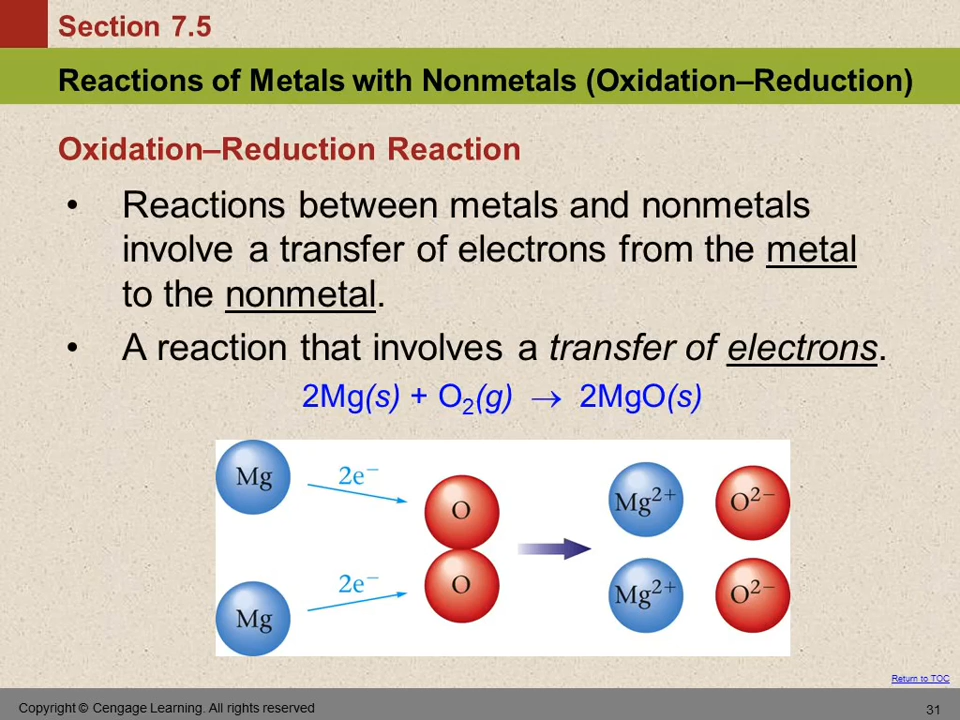 Section 7.5
Reactions of Metals with Nonmetals (Oxidation–Reduction)
Oxidation–Reduction Reaction
• Reactions between metals and nonmetals
involve a transfer of electrons from the metal
to the nonmetal.
• A reaction that involves a transfer of electrons.
2Mg(s) + O₂(g) → 2MgO(s)
Mg 2e⁻ O Mg²⁺ O²⁻
Mg 2e⁻ O Mg²⁺ O²⁻
Return to TOC
Copyright © Cengage Learning. All rights reserved 31